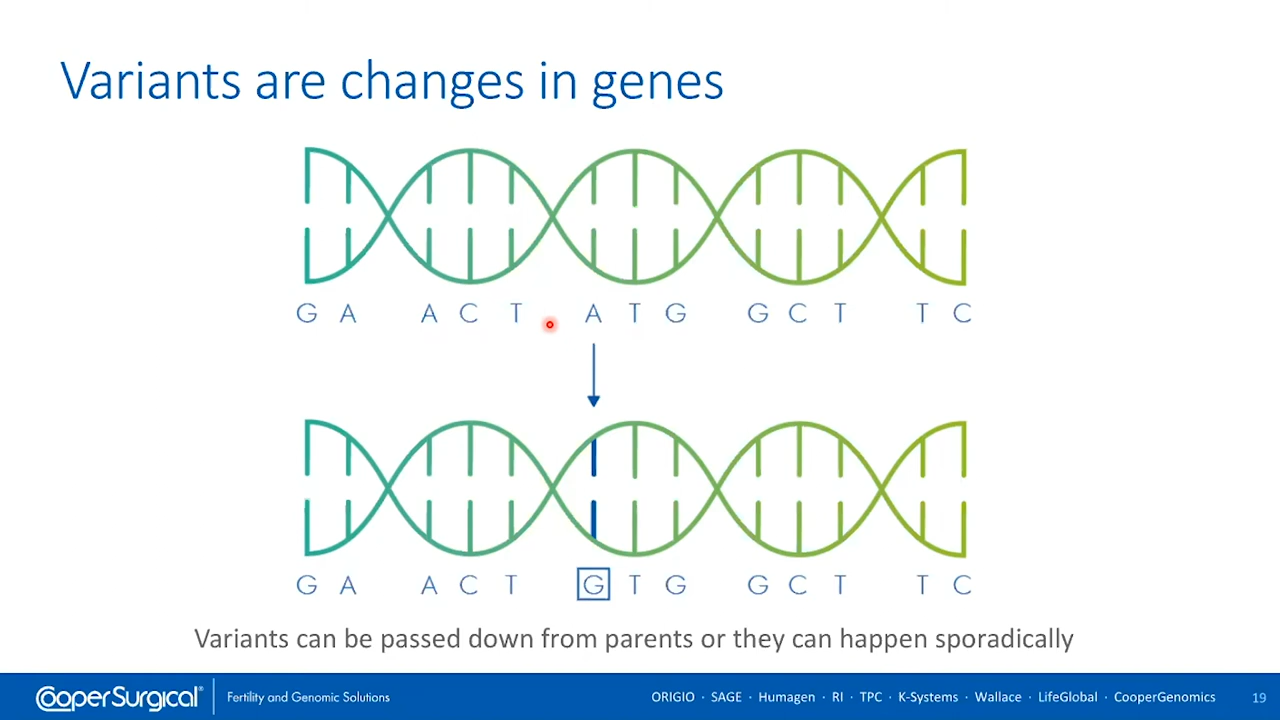 Variants are changes in genes
G A A C T A T G G C T T C
G A A C T G T G G C T T C
Variants can be passed down from parents or they can happen sporadically
CooperSurgical® Fertility and Genomic Solutions ORIGIO · SAGE · Humagen · RI · TPC · K-Systems · Wallace · LifeGlobal · CooperGenomics 19